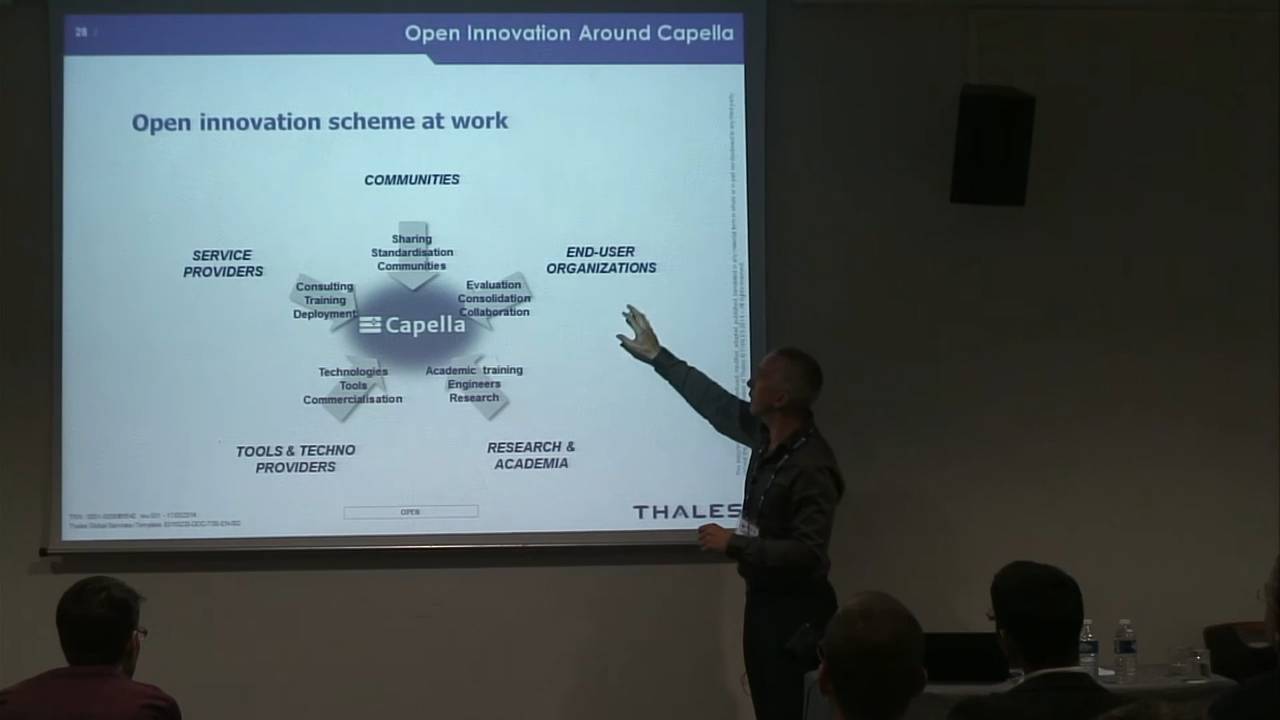 28 /
Open Innovation Around Capella
Open innovation scheme at work
COMMUNITIES
Sharing
Standardisation
Communities
SERVICE
PROVIDERS
Consulting
Training
Deployment
END-USER
ORGANIZATIONS
Evaluation
Consolidation
Collaboration
Capella
Technologies
Tools
Commercialisation
Academic training
Engineers
Research
TOOLS & TECHNO
PROVIDERS
RESEARCH &
ACADEMIA
OPEN
THALES